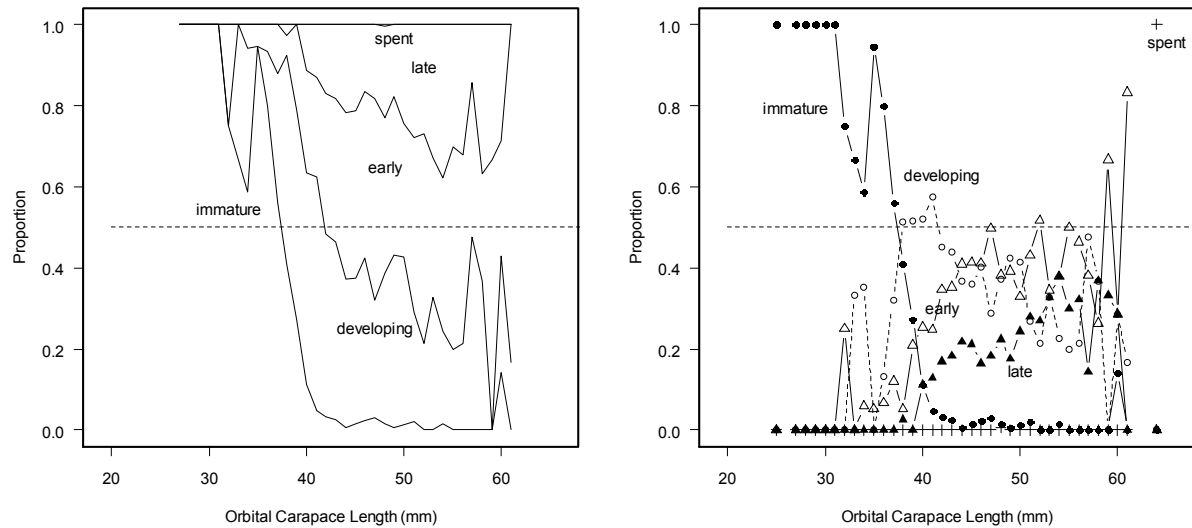 1.0
0.8
0.6
0.4
0.2
0.0
Proportion
spent
late
early
immature
developing
20
30
40
50
60
Orbital Carapace Length (mm)
1.0
0.8
0.6
0.4
0.2
0.0
Proportion
spent
immature
developing
early
late
20
30
40
50
60
Orbital Carapace Length (mm)